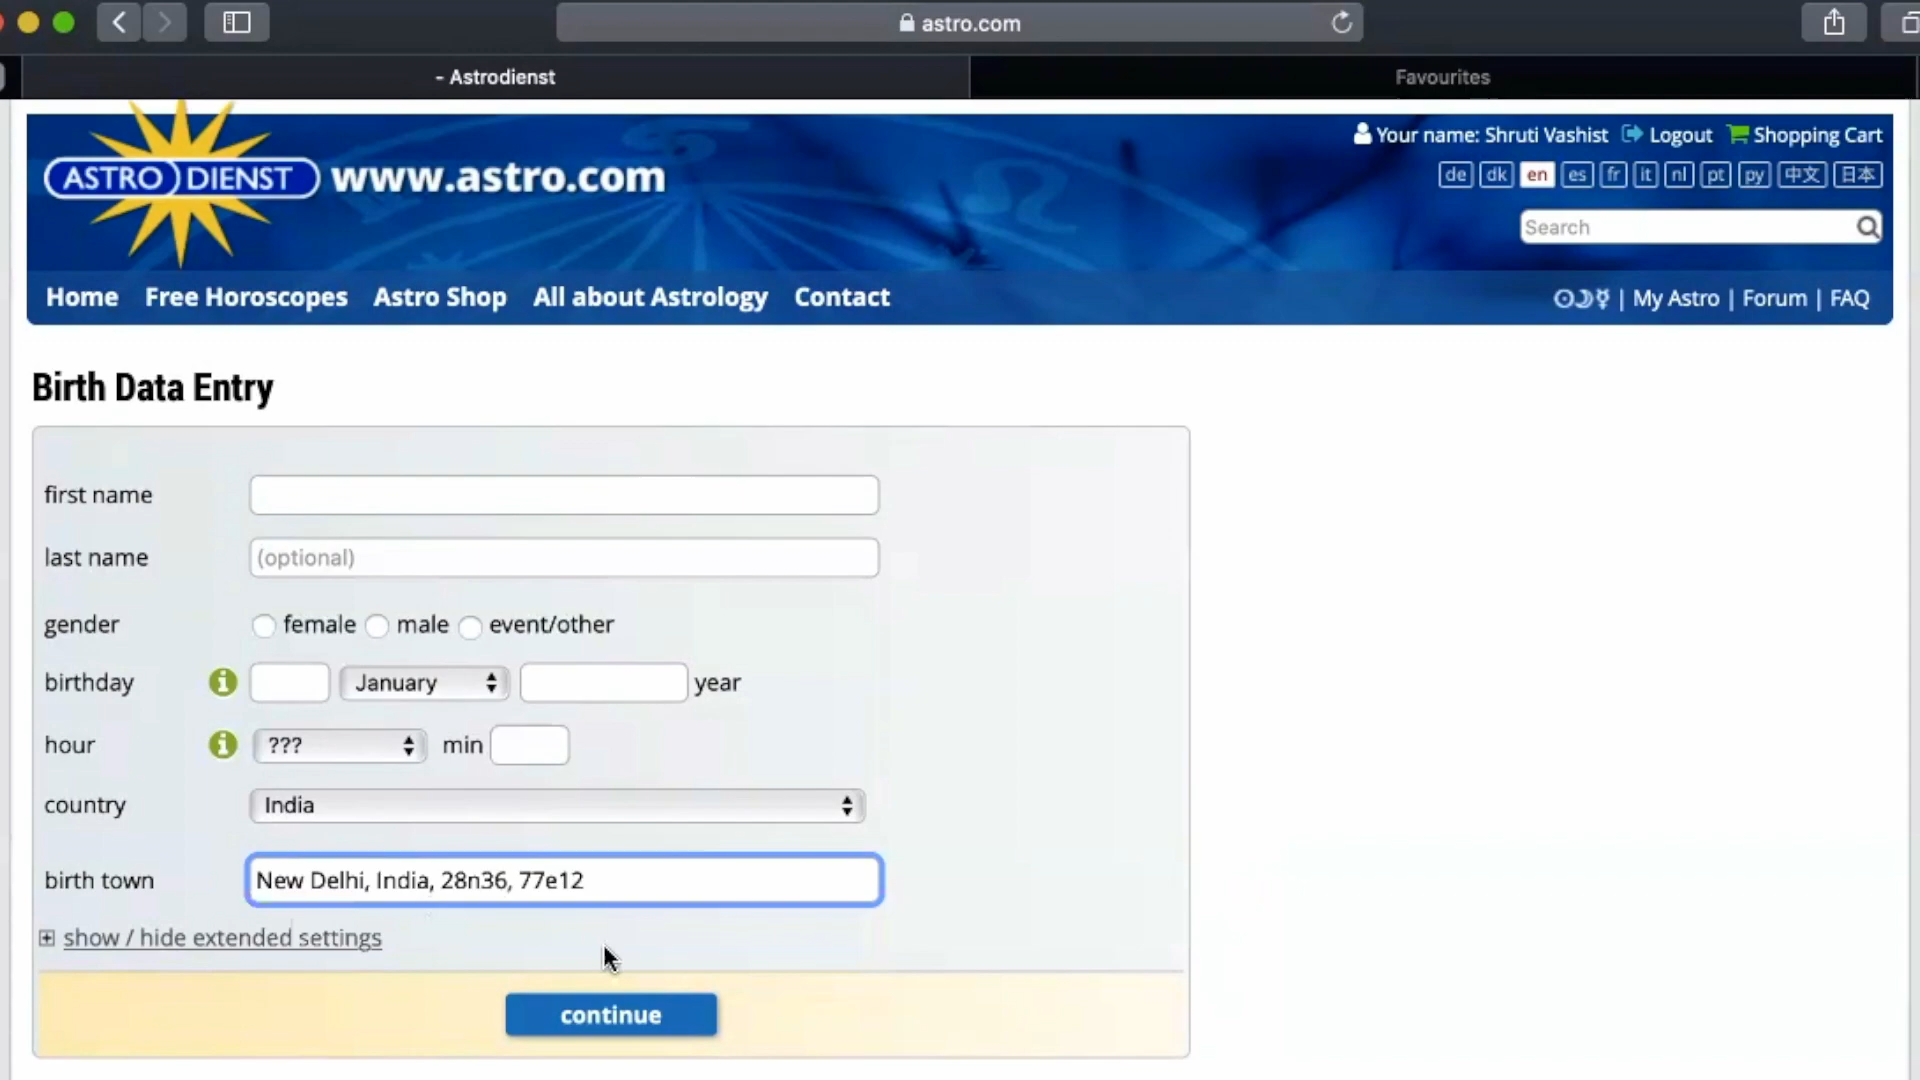 astro.com
- Astrodienst
Favourites
ASTRO DIENST www.astro.com
Your name: Shruti Vashist Logout Shopping Cart
de dk en es fr it nl pt ру 中文 日本
Search
Home Free Horoscopes Astro Shop All about Astrology Contact
☉☽☿ | My Astro | Forum | FAQ
Birth Data Entry
first name
last name (optional)
gender female male event/other
birthday January year
hour ??? min
country India
birth town New Delhi, India, 28n36, 77e12
show / hide extended settings
continue